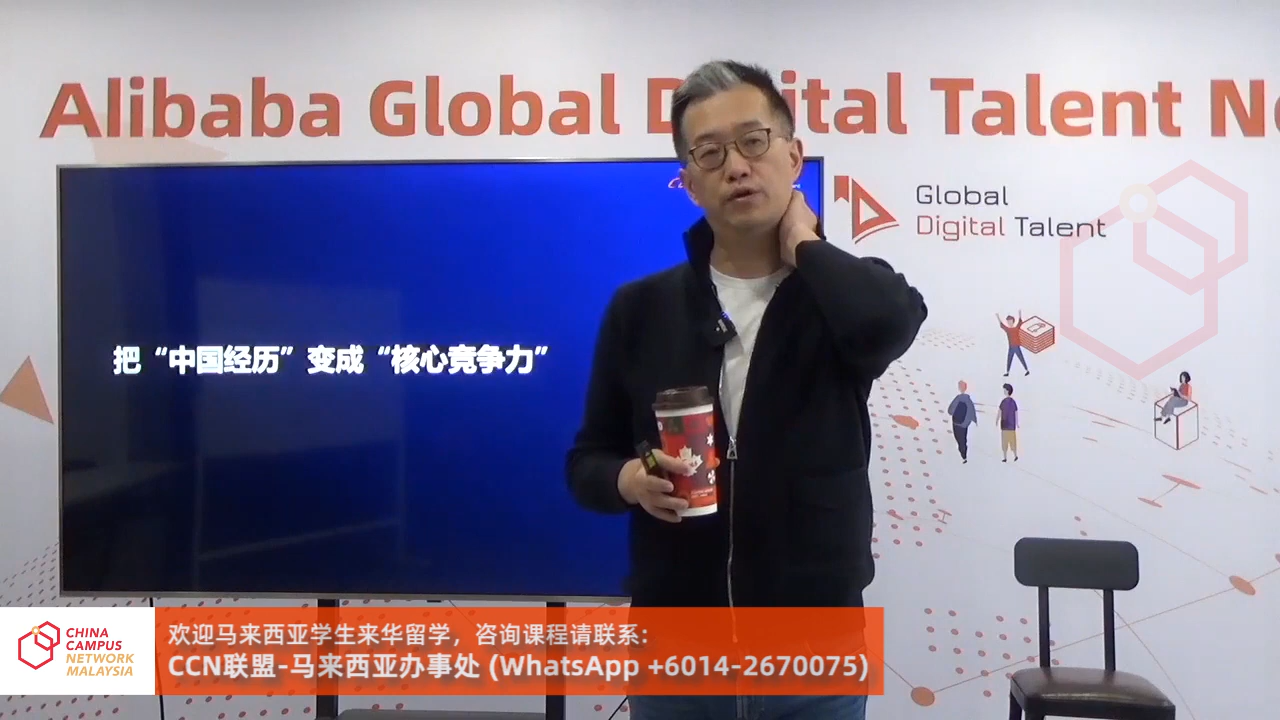 Alibaba Global Digital Talent Ne
Global
Digital Talent
把“中国经历”变成“核心竞争力”
CHINA
CAMPUS
NETWORK
MALAYSIA
欢迎马来西亚学生来华留学，咨询课程请联系:
CCN联盟-马来西亚办事处 (WhatsApp +6014-2670075)